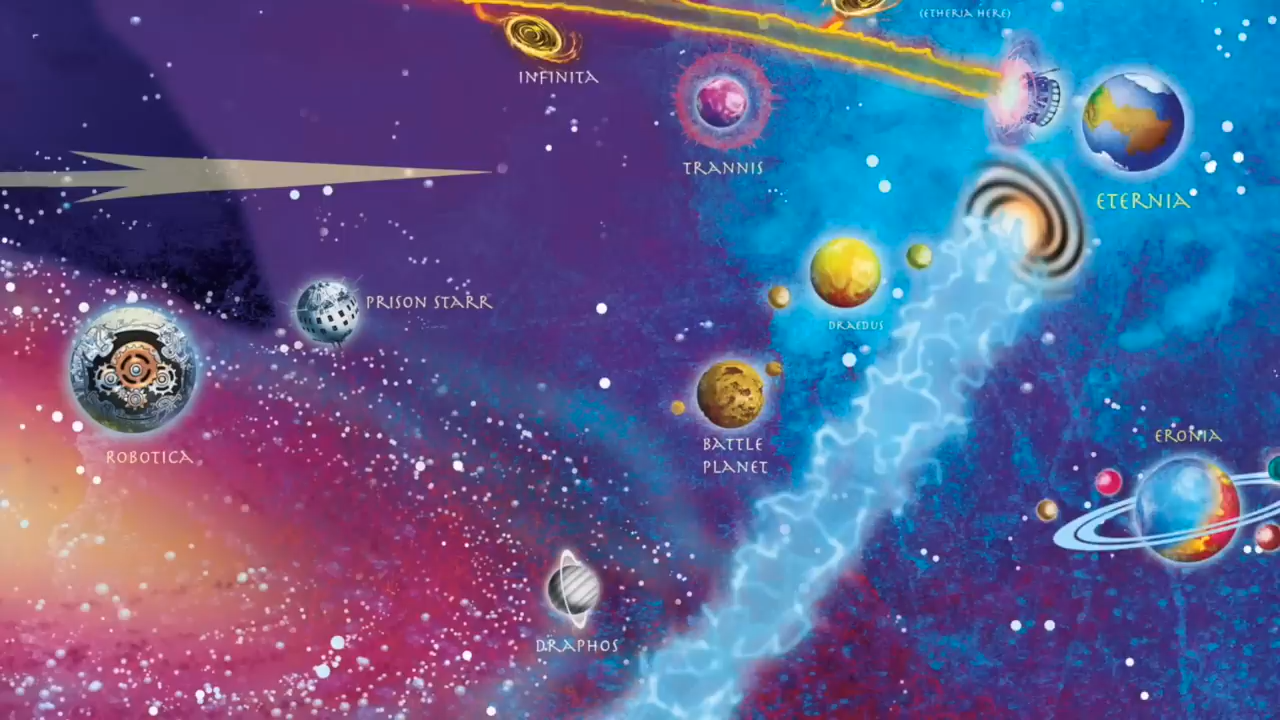 (ETHERIA HERE)
INFINITA
TRANNIS
ETERNIA
PRISON STARR
DRAEDUS
ROBOTICA
BATTLE
PLANET
ERONIA
DRAPHOS